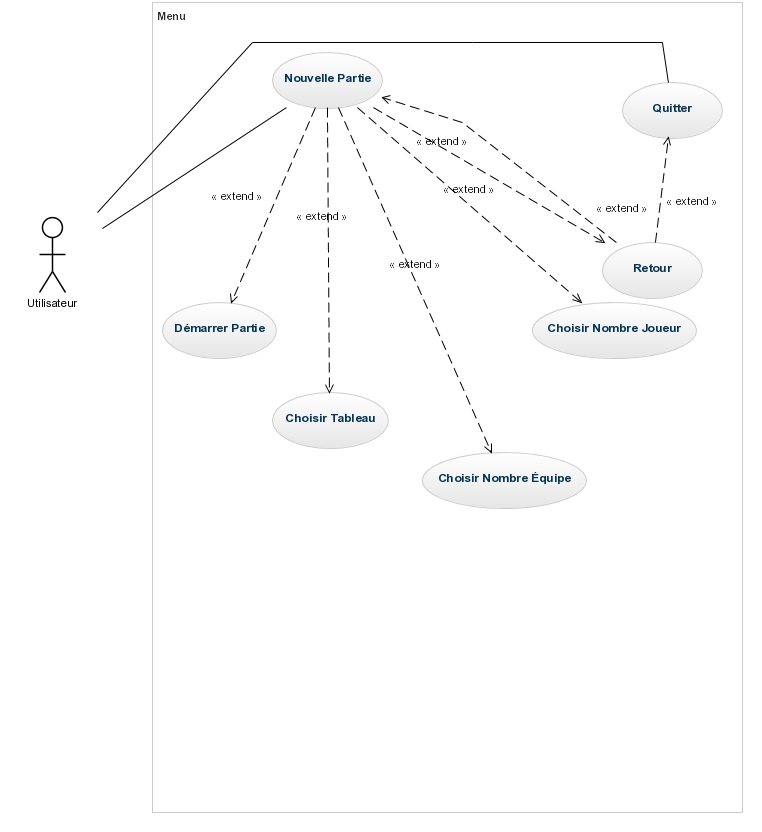 Menu
Nouvelle Partie
Quitter
« extend »
« extend »
« extend »
« extend »
« extend »
« extend »
« extend »
Utilisateur
Retour
Démarrer Partie
Choisir Nombre Joueur
Choisir Tableau
Choisir Nombre Équipe